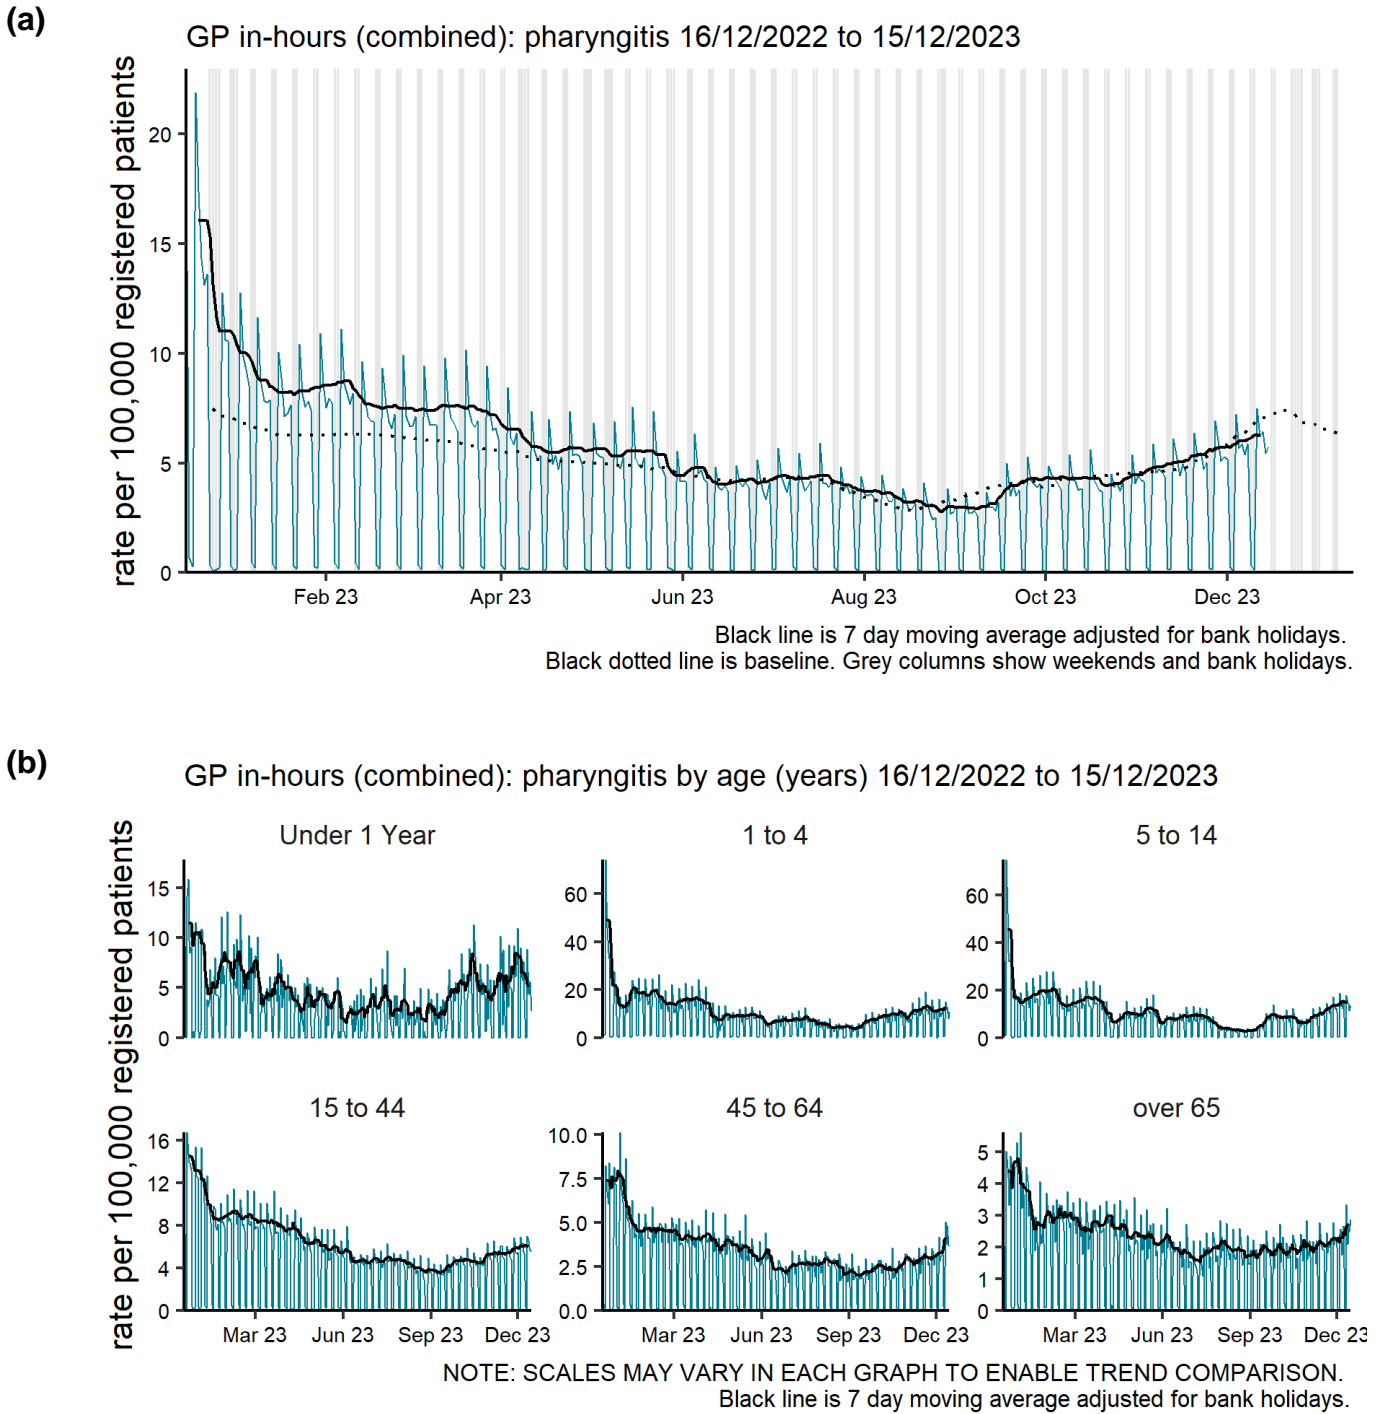 (a)
GP in-hours (combined): pharyngitis 16/12/2022 to 15/12/2023
rate per 100,000 registered patients
20
15
10
5
0
Feb 23 Apr 23 Jun 23 Aug 23 Oct 23 Dec 23
Black line is 7 day moving average adjusted for bank holidays.
Black dotted line is baseline. Grey columns show weekends and bank holidays.
(b)
GP in-hours (combined): pharyngitis by age (years) 16/12/2022 to 15/12/2023
rate per 100,000 registered patients
Under 1 Year
15
10
5
0
1 to 4
60
40
20
0
5 to 14
60
40
20
0
15 to 44
16
12
8
4
0
Mar 23 Jun 23 Sep 23 Dec 23
45 to 64
10.0
7.5
5.0
2.5
0.0
Mar 23 Jun 23 Sep 23 Dec 23
over 65
5
4
3
2
1
0
Mar 23 Jun 23 Sep 23 Dec 23
NOTE: SCALES MAY VARY IN EACH GRAPH TO ENABLE TREND COMPARISON.
Black line is 7 day moving average adjusted for bank holidays.